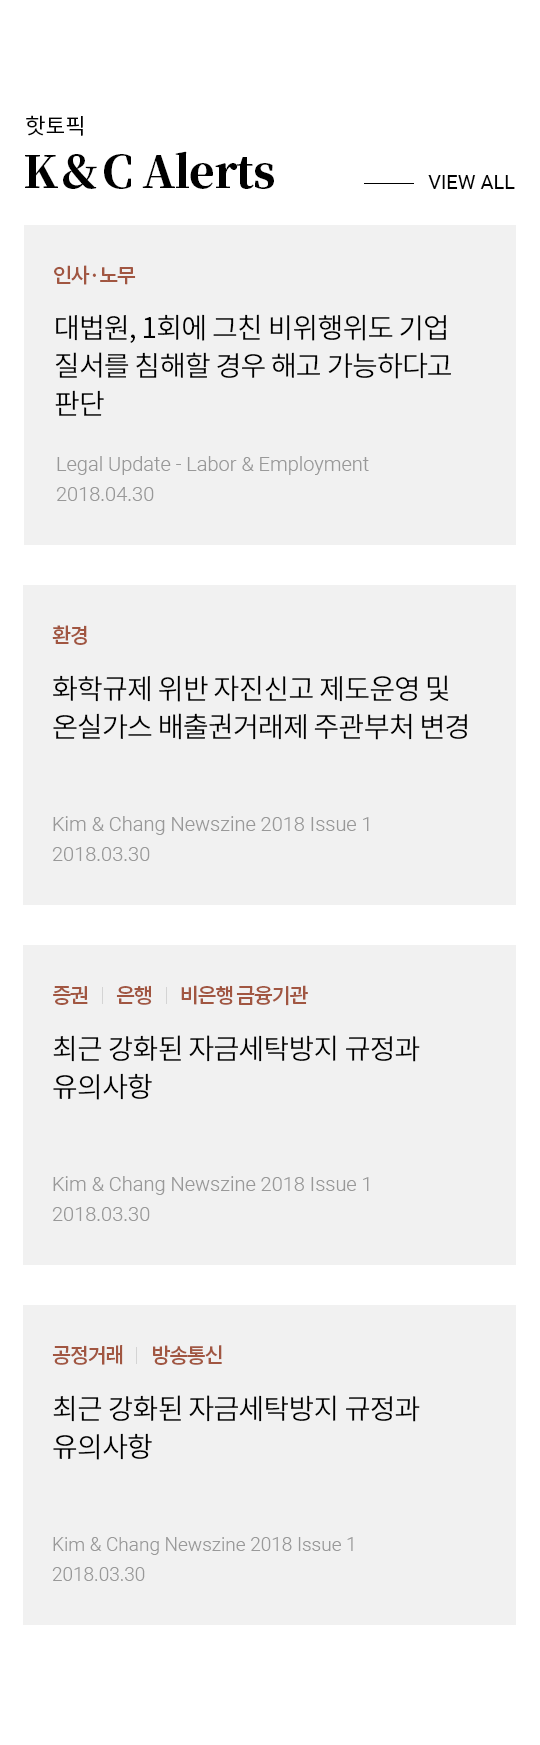 핫토픽
K & C Alerts
VIEW ALL
인사·노무
대법원, 1회에 그친 비위행위도 기업
질서를 침해할 경우 해고 가능하다고
판단
Legal Update - Labor & Employment
2018.04.30
환경
화학규제 위반 자진신고 제도운영 및
온실가스 배출권거래제 주관부처 변경
Kim & Chang Newszine 2018 Issue 1
2018.03.30
증권 | 은행 | 비은행 금융기관
최근 강화된 자금세탁방지 규정과
유의사항
Kim & Chang Newszine 2018 Issue 1
2018.03.30
공정거래 | 방송통신
최근 강화된 자금세탁방지 규정과
유의사항
Kim & Chang Newszine 2018 Issue 1
2018.03.30